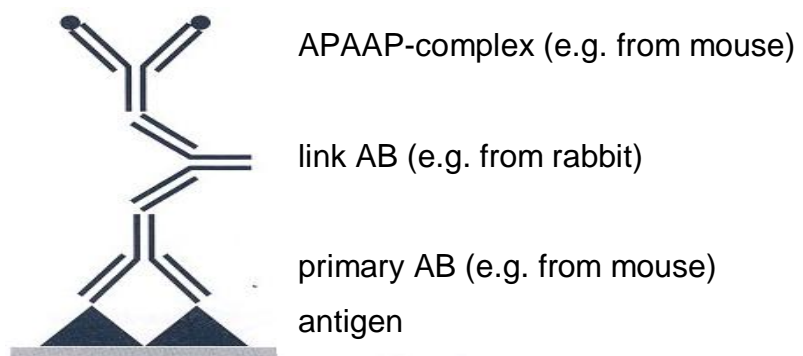 APAAP-complex (e.g. from mouse)
link AB (e.g. from rabbit)
primary AB (e.g. from mouse)
antigen